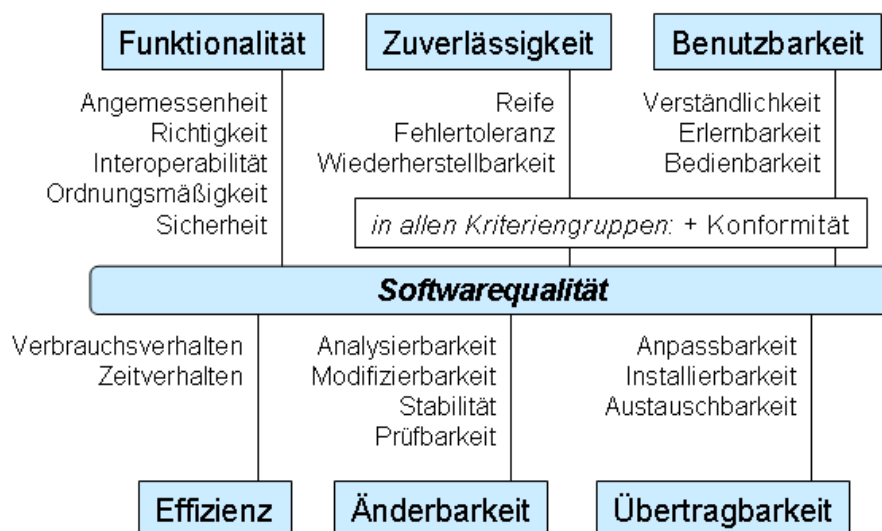 Funktionalität
Angemessenheit
Richtigkeit
Interoperabilität
Ordnungsmäßigkeit
Sicherheit
Zuverlässigkeit
Reife
Fehlertoleranz
Wiederherstellbarkeit
Benutzbarkeit
Verständlichkeit
Erlernbarkeit
Bedienbarkeit
in allen Kriteriengruppen: + Konformität
Softwarequalität
Verbrauchsverhalten
Zeitverhalten
Effizienz
Analysierbarkeit
Modifizierbarkeit
Stabilität
Prüfbarkeit
Änderbarkeit
Anpassbarkeit
Installierbarkeit
Austauschbarkeit
Übertragbarkeit